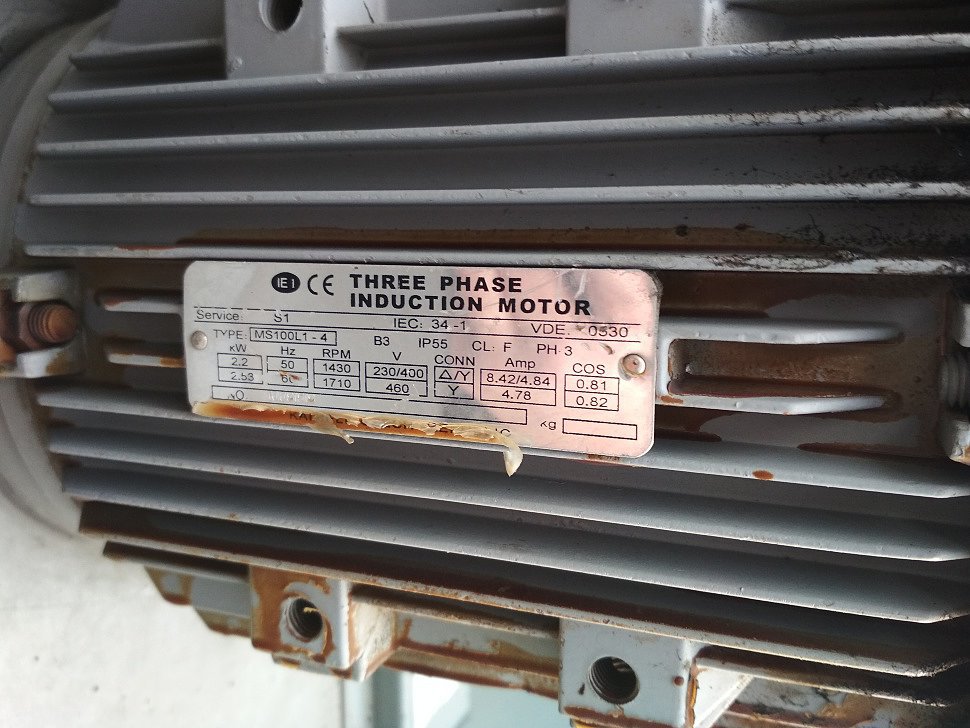 IE1 CE THREE PHASE
INDUCTION MOTOR
Service: S1 IEC: 34-1 VDE: 0530
TYPE: MS100L1-4 B3 IP55 CL: F PH 3
kW Hz RPM V CONN Amp COS
2.2 50 1430 230/400 Δ/Y 8.42/4.84 0.81
2.53 60 1710 460 Y 4.78 0.82
kg